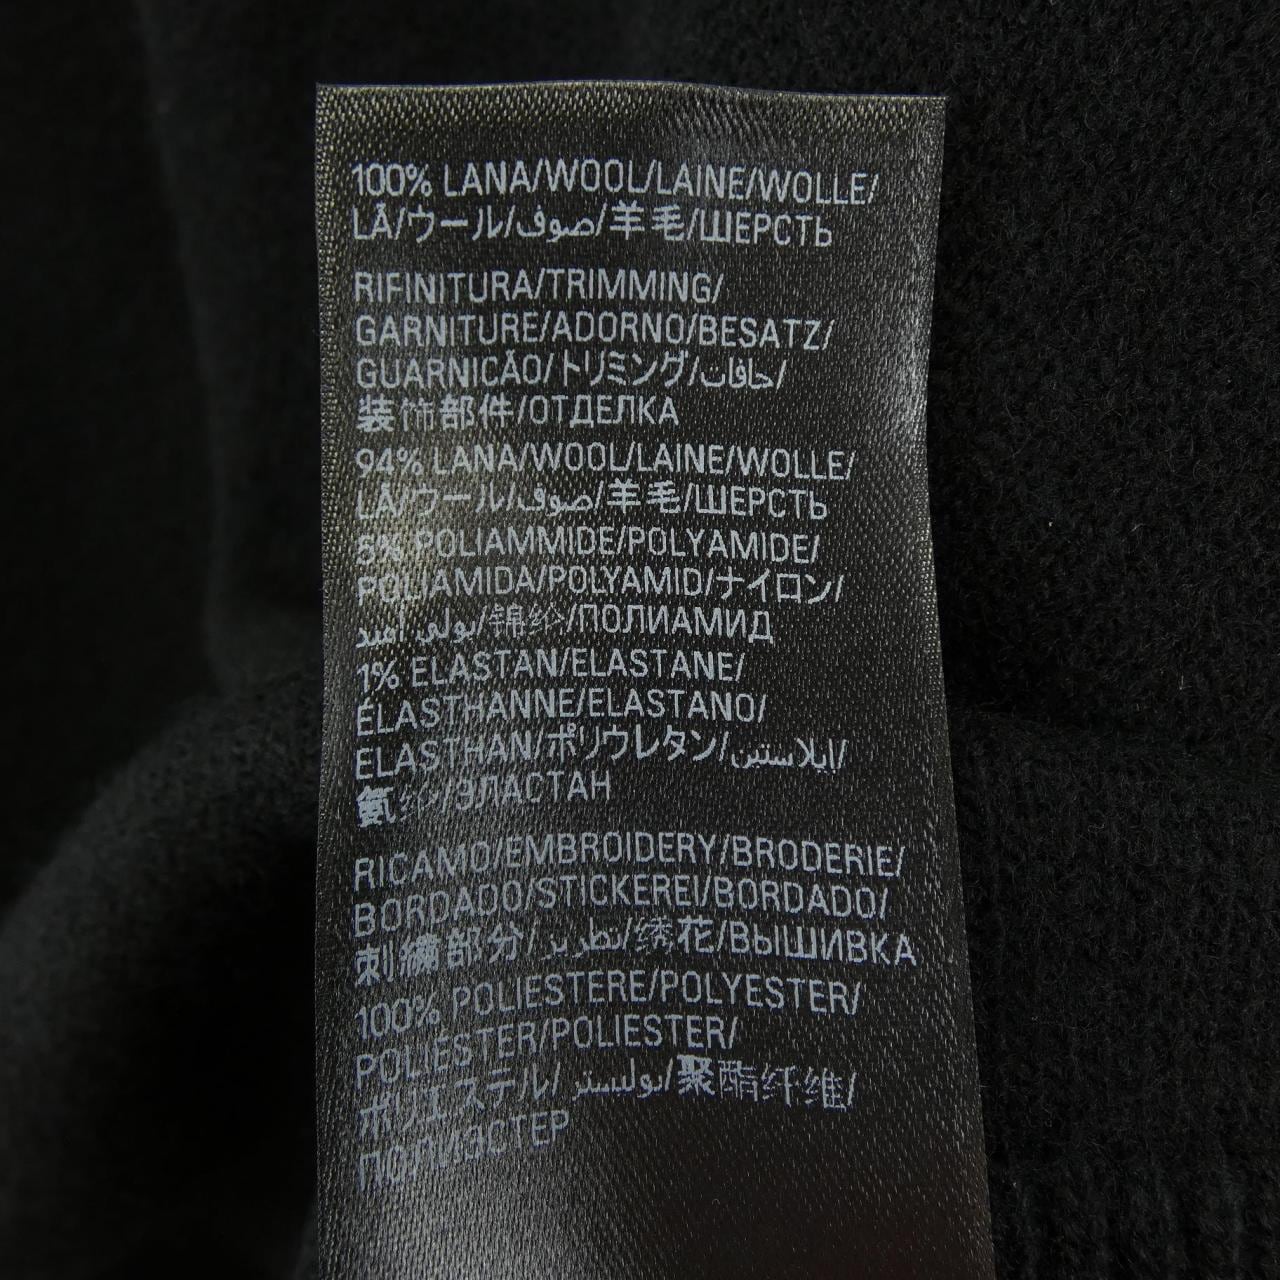 100% LANA/WOOL/LAINE/WOLLE/
LÃ/ウール/صوف/羊毛/ШЕРСТЬ
RIFINITURA/TRIMMING/
GARNITURE/ADORNO/BESATZ/
GUARNICÃO/トリミング/حافات/
装饰部件/ОТДЕЛКА
94% LANA/WOOL/LAINE/WOLLE/
LÃ/ウール/صوف/羊毛/ШЕРСТЬ
5% POLIAMMIDE/POLYAMIDE/
POLIAMIDA/POLYAMID/ナイロン/
بولي أميد/锦纶/ПОЛИАМИД
1% ELASTAN/ELASTANE/
ÉLASTHANNE/ELASTANO/
ELASTHAN/ポリウレタン/إيلاستين/
氨纶/ЭЛАСТАН
RICAMO/EMBROIDERY/BRODERIE/
BORDADO/STICKEREI/BORDADO/
刺繍部分/تطريز/绣花/ВЫШИВКА
100% POLIESTERE/POLYESTER/
POLIÉSTER/POLIESTER/
ポリエステル/بوليستر/聚酯纤维/
ПОЛИЭСТЕР